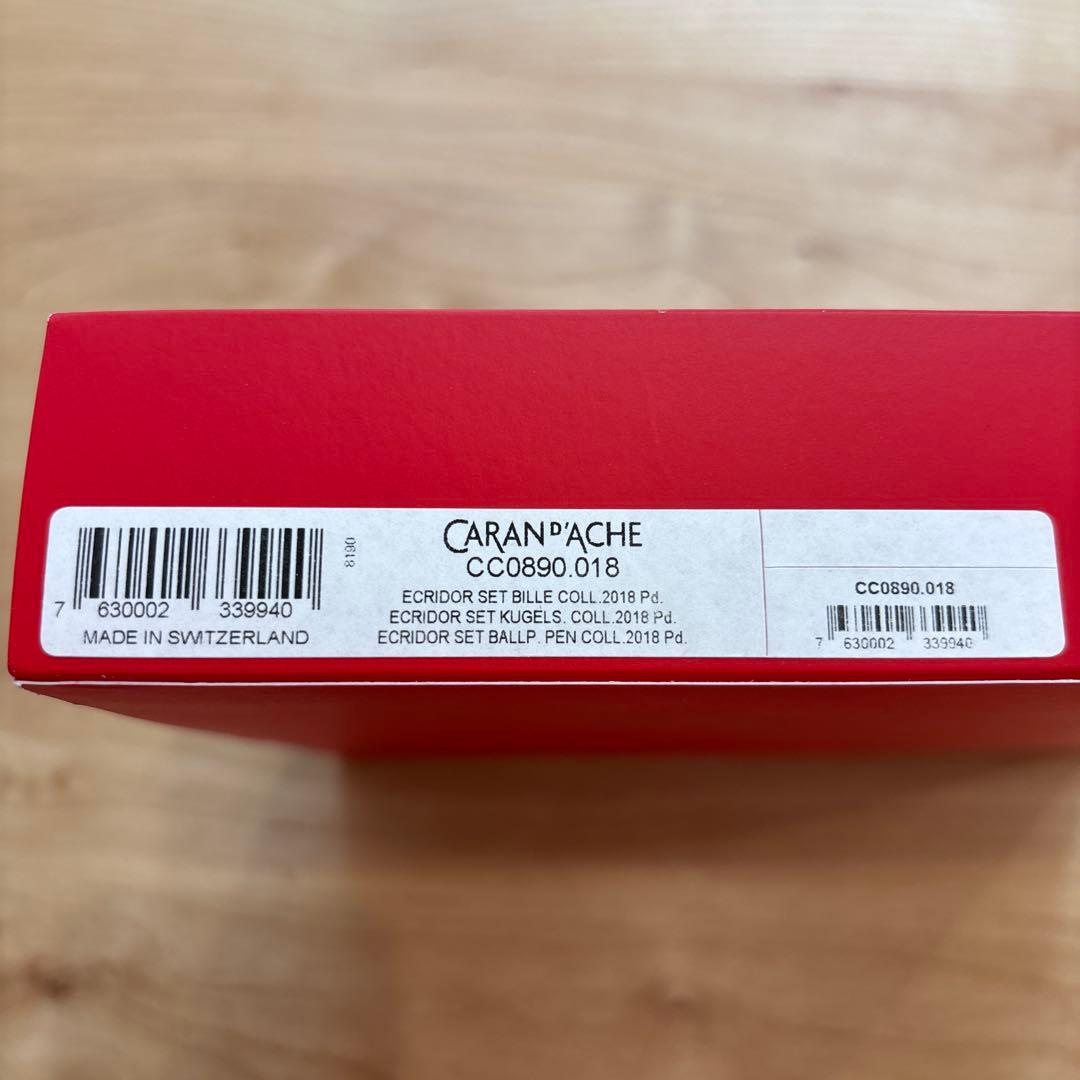 7 630002 339940
8190
MADE IN SWITZERLAND
CARAN D'ACHE
CC0890.018
ECRIDOR SET BILLE COLL.2018 Pd.
ECRIDOR SET KUGELS. COLL.2018 Pd.
ECRIDOR SET BALLP. PEN COLL.2018 Pd.
CC0890.018
7 630002 339940